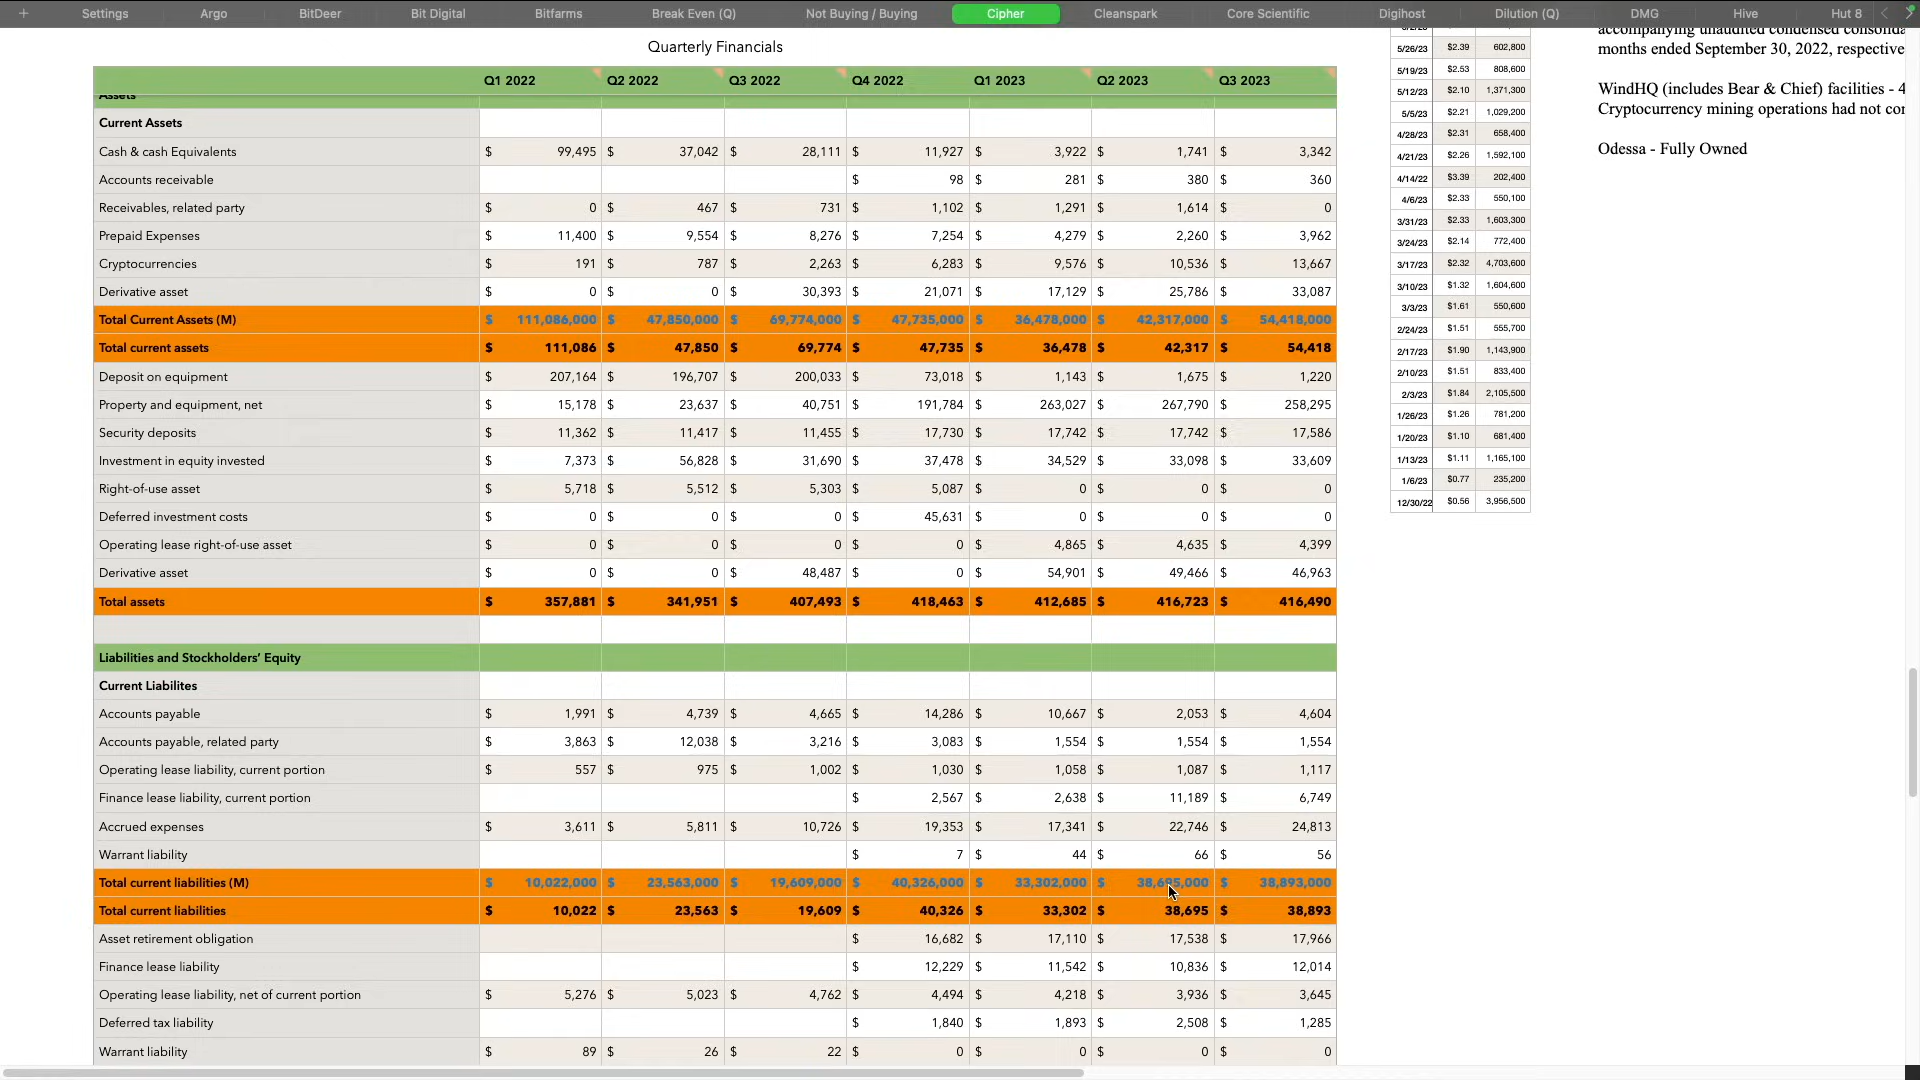 + Settings Argo BitDeer Bit Digital Bitfarms Break Even (Q) Not Buying / Buying Cipher Cleanspark Core Scientific Digihost Dilution (Q) DMG Hive Hut 8
Quarterly Financials
Q1 2022 Q2 2022 Q3 2022 Q4 2022 Q1 2023 Q2 2023 Q3 2023
Assets
Current Assets
Cash & cash Equivalents $ 99,495 $ 37,042 $ 28,111 $ 11,927 $ 3,922 $ 1,741 $ 3,342
Accounts receivable $ 98 $ 281 $ 380 $ 360
Receivables, related party $ 0 $ 467 $ 731 $ 1,102 $ 1,291 $ 1,614 $ 0
Prepaid Expenses $ 11,400 $ 9,554 $ 8,276 $ 7,254 $ 4,279 $ 2,260 $ 3,962
Cryptocurrencies $ 191 $ 787 $ 2,263 $ 6,283 $ 9,576 $ 10,536 $ 13,667
Derivative asset $ 0 $ 0 $ 30,393 $ 21,071 $ 17,129 $ 25,786 $ 33,087
Total Current Assets (M) $ 111,086,000 $ 47,850,000 $ 69,774,000 $ 47,735,000 $ 36,478,000 $ 42,317,000 $ 54,418,000
Total current assets $ 111,086 $ 47,850 $ 69,774 $ 47,735 $ 36,478 $ 42,317 $ 54,418
Deposit on equipment $ 207,164 $ 196,707 $ 200,033 $ 73,018 $ 1,143 $ 1,675 $ 1,220
Property and equipment, net $ 15,178 $ 23,637 $ 40,751 $ 191,784 $ 263,027 $ 267,790 $ 258,295
Security deposits $ 11,362 $ 11,417 $ 11,455 $ 17,730 $ 17,742 $ 17,742 $ 17,586
Investment in equity invested $ 7,373 $ 56,828 $ 31,690 $ 37,478 $ 34,529 $ 33,098 $ 33,609
Right-of-use asset $ 5,718 $ 5,512 $ 5,303 $ 5,087 $ 0 $ 0 $ 0
Deferred investment costs $ 0 $ 0 $ 0 $ 45,631 $ 0 $ 0 $ 0
Operating lease right-of-use asset $ 0 $ 0 $ 0 $ 0 $ 4,865 $ 4,635 $ 4,399
Derivative asset $ 0 $ 0 $ 48,487 $ 0 $ 54,901 $ 49,466 $ 46,963
Total assets $ 357,881 $ 341,951 $ 407,493 $ 418,463 $ 412,685 $ 416,723 $ 416,490
Liabilities and Stockholders' Equity
Current Liabilites
Accounts payable $ 1,991 $ 4,739 $ 4,665 $ 14,286 $ 10,667 $ 2,053 $ 4,604
Accounts payable, related party $ 3,863 $ 12,038 $ 3,216 $ 3,083 $ 1,554 $ 1,554 $ 1,554
Operating lease liability, current portion $ 557 $ 975 $ 1,002 $ 1,030 $ 1,058 $ 1,087 $ 1,117
Finance lease liability, current portion $ 2,567 $ 2,638 $ 11,189 $ 6,749
Accrued expenses $ 3,611 $ 5,811 $ 10,726 $ 19,353 $ 17,341 $ 22,746 $ 24,813
Warrant liability $ 7 $ 44 $ 66 $ 56
Total current liabilities (M) $ 10,022,000 $ 23,563,000 $ 19,609,000 $ 40,326,000 $ 33,302,000 $ 38,695,000 $ 38,893,000
Total current liabilities $ 10,022 $ 23,563 $ 19,609 $ 40,326 $ 33,302 $ 38,695 $ 38,893
Asset retirement obligation $ 16,682 $ 17,110 $ 17,538 $ 17,966
Finance lease liability $ 12,229 $ 11,542 $ 10,836 $ 12,014
Operating lease liability, net of current portion $ 5,276 $ 5,023 $ 4,762 $ 4,494 $ 4,218 $ 3,936 $ 3,645
Deferred tax liability $ 1,840 $ 1,893 $ 2,508 $ 1,285
Warrant liability $ 89 $ 26 $ 22 $ 0 $ 0 $ 0 $ 0
5/26/23 $2.39 602,800
5/19/23 $2.53 808,600
5/12/23 $2.10 1,371,300
5/5/23 $2.21 1,029,200
4/28/23 $2.31 658,400
4/21/23 $2.26 1,592,100
4/14/22 $3.39 202,400
4/6/23 $2.33 550,100
3/31/23 $2.33 1,603,300
3/24/23 $2.14 772,400
3/17/23 $2.32 4,703,600
3/10/23 $1.32 1,604,600
3/3/23 $1.61 550,600
2/24/23 $1.51 555,700
2/17/23 $1.90 1,143,900
2/10/23 $1.51 833,400
2/3/23 $1.84 2,105,500
1/26/23 $1.26 781,200
1/20/23 $1.10 681,400
1/13/23 $1.11 1,165,100
1/6/23 $0.77 235,200
12/30/22 $0.56 3,956,500
accompanying unaudited condensed consolida
months ended September 30, 2022, respective
WindHQ (includes Bear & Chief) facilities - 4
Cryptocurrency mining operations had not con
Odessa - Fully Owned